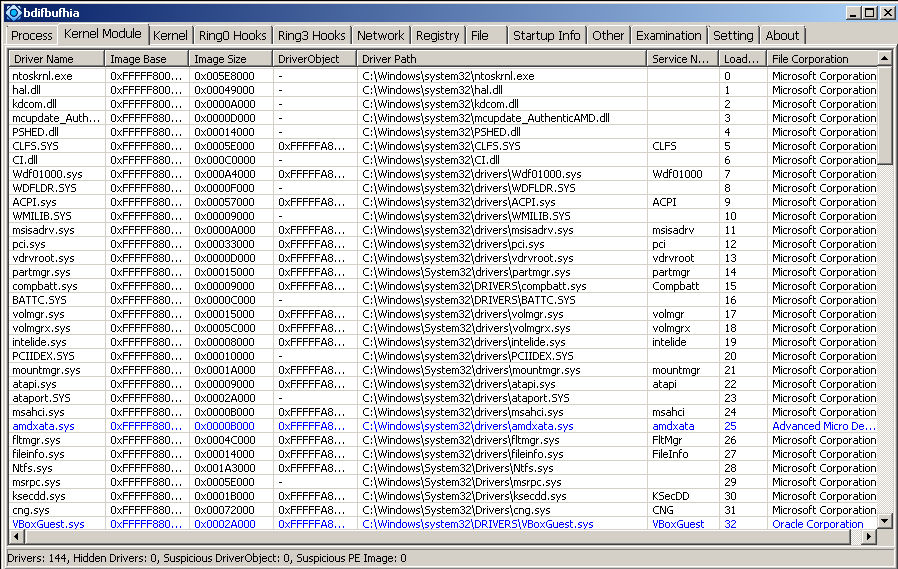 bdifbufhia
Process Kernel Module Kernel Ring0 Hooks Ring3 Hooks Network Registry File Startup Info Other Examination Setting About
Driver Name Image Base Image Size DriverObject Driver Path Service N... Load... File Corporation
ntoskrnl.exe 0xFFFFF800... 0x005E8000 - C:\Windows\system32\ntoskrnl.exe 0 Microsoft Corporation
hal.dll 0xFFFFF800... 0x00049000 - C:\Windows\system32\hal.dll 1 Microsoft Corporation
kdcom.dll 0xFFFFF800... 0x0000A000 - C:\Windows\system32\kdcom.dll 2 Microsoft Corporation
mcupdate_Auth... 0xFFFFF880... 0x0000D000 - C:\Windows\system32\mcupdate_AuthenticAMD.dll 3 Microsoft Corporation
PSHED.dll 0xFFFFF880... 0x00014000 - C:\Windows\system32\PSHED.dll 4 Microsoft Corporation
CLFS.SYS 0xFFFFF880... 0x0005E000 0xFFFFFA8... C:\Windows\system32\CLFS.SYS CLFS 5 Microsoft Corporation
CI.dll 0xFFFFF880... 0x000C0000 - C:\Windows\system32\CI.dll 6 Microsoft Corporation
Wdf01000.sys 0xFFFFF880... 0x000A4000 0xFFFFFA8... C:\Windows\system32\drivers\Wdf01000.sys Wdf01000 7 Microsoft Corporation
WDFLDR.SYS 0xFFFFF880... 0x0000F000 - C:\Windows\system32\drivers\WDFLDR.SYS 8 Microsoft Corporation
ACPI.sys 0xFFFFF880... 0x00057000 0xFFFFFA8... C:\Windows\system32\drivers\ACPI.sys ACPI 9 Microsoft Corporation
WMILIB.SYS 0xFFFFF880... 0x00009000 - C:\Windows\system32\drivers\WMILIB.SYS 10 Microsoft Corporation
msisadrv.sys 0xFFFFF880... 0x0000A000 0xFFFFFA8... C:\Windows\system32\drivers\msisadrv.sys msisadrv 11 Microsoft Corporation
pci.sys 0xFFFFF880... 0x00033000 0xFFFFFA8... C:\Windows\system32\drivers\pci.sys pci 12 Microsoft Corporation
vdrvroot.sys 0xFFFFF880... 0x0000D000 0xFFFFFA8... C:\Windows\system32\drivers\vdrvroot.sys vdrvroot 13 Microsoft Corporation
partmgr.sys 0xFFFFF880... 0x00015000 0xFFFFFA8... C:\Windows\System32\drivers\partmgr.sys partmgr 14 Microsoft Corporation
compbatt.sys 0xFFFFF880... 0x00009000 0xFFFFFA8... C:\Windows\system32\DRIVERS\compbatt.sys Compbatt 15 Microsoft Corporation
BATTC.SYS 0xFFFFF880... 0x0000C000 - C:\Windows\system32\DRIVERS\BATTC.SYS 16 Microsoft Corporation
volmgr.sys 0xFFFFF880... 0x00015000 0xFFFFFA8... C:\Windows\system32\drivers\volmgr.sys volmgr 17 Microsoft Corporation
volmgrx.sys 0xFFFFF880... 0x0005C000 0xFFFFFA8... C:\Windows\System32\drivers\volmgrx.sys volmgrx 18 Microsoft Corporation
intelide.sys 0xFFFFF880... 0x00008000 0xFFFFFA8... C:\Windows\system32\drivers\intelide.sys intelide 19 Microsoft Corporation
PCIIDEX.SYS 0xFFFFF880... 0x00010000 - C:\Windows\system32\drivers\PCIIDEX.SYS 20 Microsoft Corporation
mountmgr.sys 0xFFFFF880... 0x0001A000 0xFFFFFA8... C:\Windows\System32\drivers\mountmgr.sys mountmgr 21 Microsoft Corporation
atapi.sys 0xFFFFF880... 0x00009000 0xFFFFFA8... C:\Windows\system32\drivers\atapi.sys atapi 22 Microsoft Corporation
ataport.SYS 0xFFFFF880... 0x0002A000 - C:\Windows\system32\drivers\ataport.SYS 23 Microsoft Corporation
msahci.sys 0xFFFFF880... 0x0000B000 0xFFFFFA8... C:\Windows\system32\drivers\msahci.sys msahci 24 Microsoft Corporation
amdxata.sys 0xFFFFF880... 0x0000B000 0xFFFFFA8... C:\Windows\system32\drivers\amdxata.sys amdxata 25 Advanced Micro De...
fltmgr.sys 0xFFFFF880... 0x0004C000 0xFFFFFA8... C:\Windows\system32\drivers\fltmgr.sys FltMgr 26 Microsoft Corporation
fileinfo.sys 0xFFFFF880... 0x00014000 0xFFFFFA8... C:\Windows\system32\drivers\fileinfo.sys FileInfo 27 Microsoft Corporation
Ntfs.sys 0xFFFFF880... 0x001A3000 0xFFFFFA8... C:\Windows\System32\Drivers\Ntfs.sys 28 Microsoft Corporation
msrpc.sys 0xFFFFF880... 0x0005E000 - C:\Windows\System32\Drivers\msrpc.sys 29 Microsoft Corporation
ksecdd.sys 0xFFFFF880... 0x0001B000 0xFFFFFA8... C:\Windows\System32\Drivers\ksecdd.sys KSecDD 30 Microsoft Corporation
cng.sys 0xFFFFF880... 0x00072000 0xFFFFFA8... C:\Windows\System32\Drivers\cng.sys CNG 31 Microsoft Corporation
VBoxGuest.sys 0xFFFFF880... 0x0002A000 0xFFFFFA8... C:\Windows\system32\DRIVERS\VBoxGuest.sys VBoxGuest 32 Oracle Corporation
Drivers: 144, Hidden Drivers: 0, Suspicious DriverObject: 0, Suspicious PE Image: 0